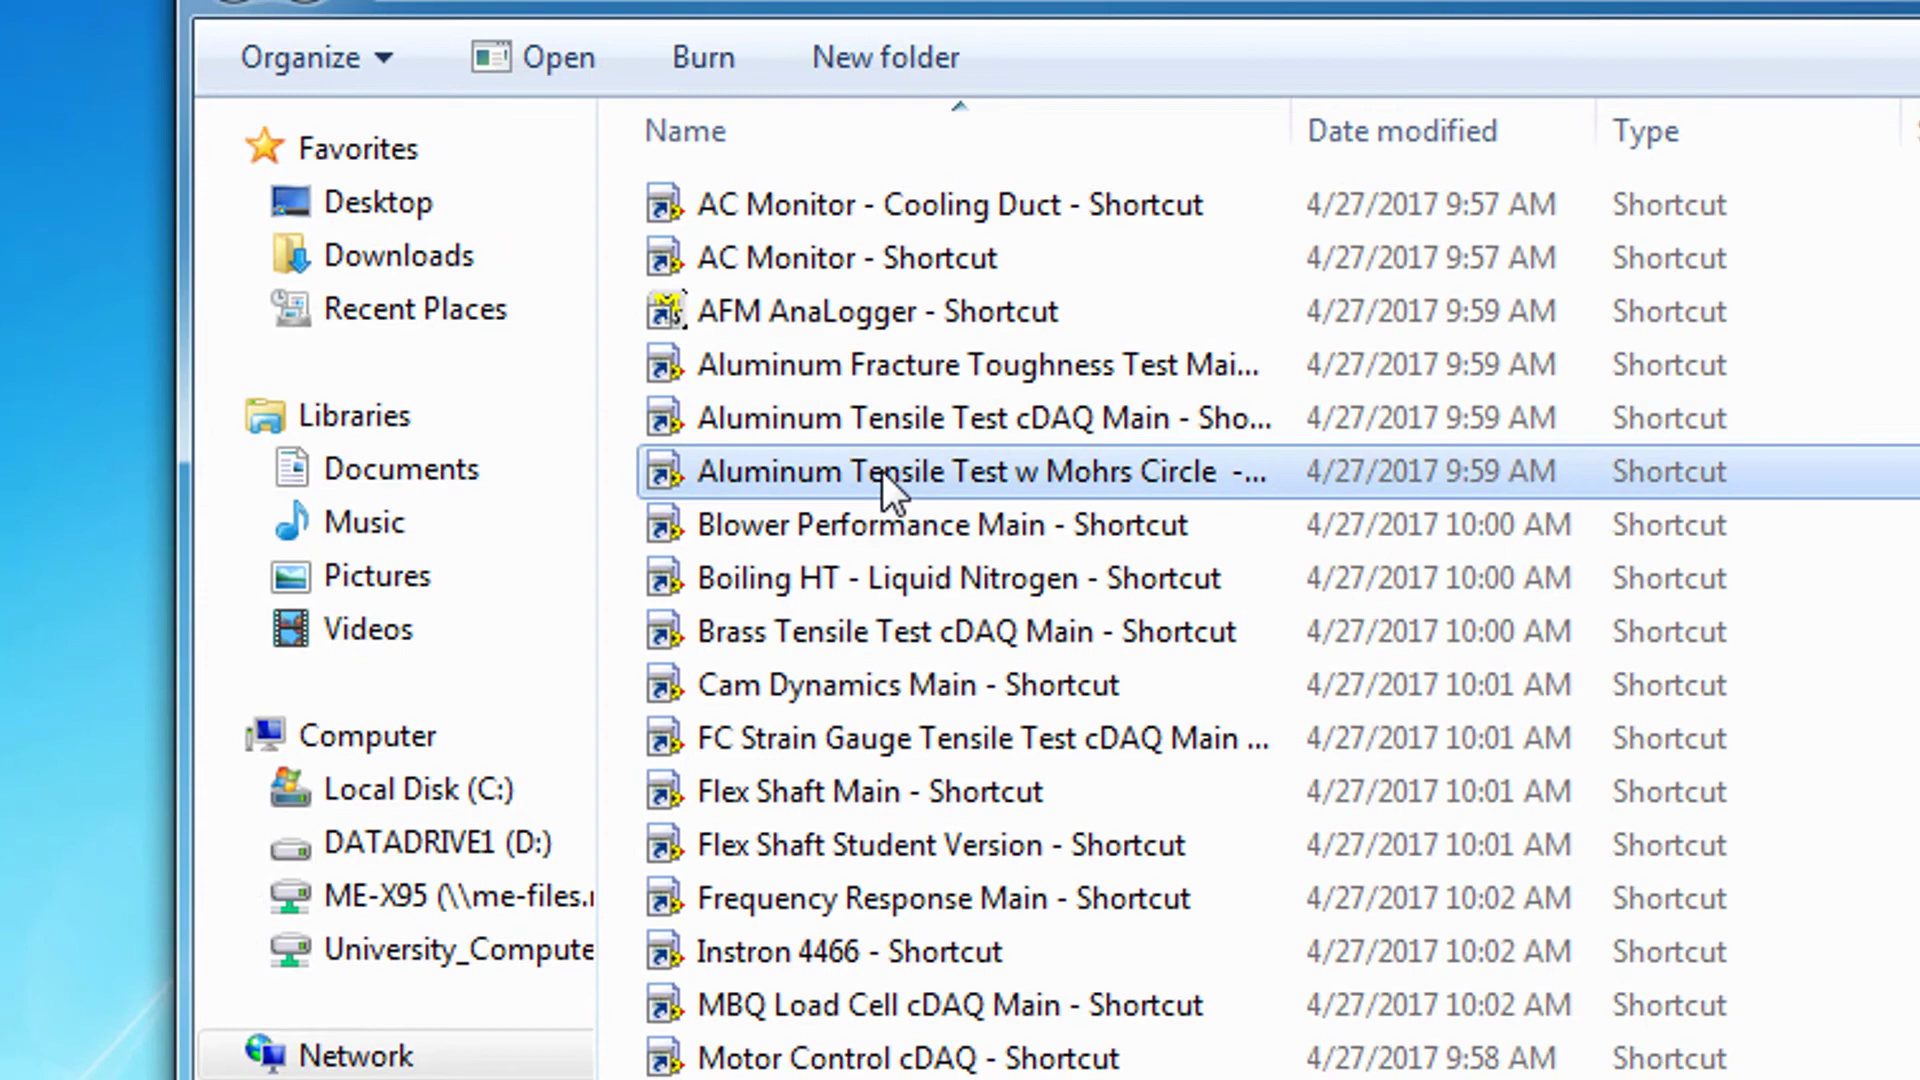 Organize Open Burn New folder
Name Date modified Type
Favorites
Desktop
Downloads
Recent Places
Libraries
Documents
Music
Pictures
Videos
Computer
Local Disk (C:)
DATADRIVE1 (D:)
ME-X95 (\\me-files.
University_Compute
Network
AC Monitor - Cooling Duct - Shortcut 4/27/2017 9:57 AM Shortcut
AC Monitor - Shortcut 4/27/2017 9:57 AM Shortcut
AFM AnaLogger - Shortcut 4/27/2017 9:59 AM Shortcut
Aluminum Fracture Toughness Test Mai... 4/27/2017 9:59 AM Shortcut
Aluminum Tensile Test cDAQ Main - Sho... 4/27/2017 9:59 AM Shortcut
Aluminum Tensile Test w Mohrs Circle -... 4/27/2017 9:59 AM Shortcut
Blower Performance Main - Shortcut 4/27/2017 10:00 AM Shortcut
Boiling HT - Liquid Nitrogen - Shortcut 4/27/2017 10:00 AM Shortcut
Brass Tensile Test cDAQ Main - Shortcut 4/27/2017 10:00 AM Shortcut
Cam Dynamics Main - Shortcut 4/27/2017 10:01 AM Shortcut
FC Strain Gauge Tensile Test cDAQ Main ... 4/27/2017 10:01 AM Shortcut
Flex Shaft Main - Shortcut 4/27/2017 10:01 AM Shortcut
Flex Shaft Student Version - Shortcut 4/27/2017 10:01 AM Shortcut
Frequency Response Main - Shortcut 4/27/2017 10:02 AM Shortcut
Instron 4466 - Shortcut 4/27/2017 10:02 AM Shortcut
MBQ Load Cell cDAQ Main - Shortcut 4/27/2017 10:02 AM Shortcut
Motor Control cDAQ - Shortcut 4/27/2017 9:58 AM Shortcut